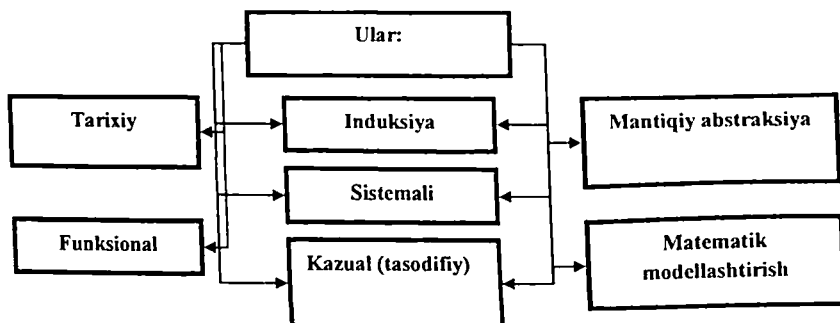 Ular:
Tarixiy
Induksiya
Mantiqiy abstraksiya
Sistemali
Funksional
Kazual (tasodifiy)
Matematik
modellashtirish